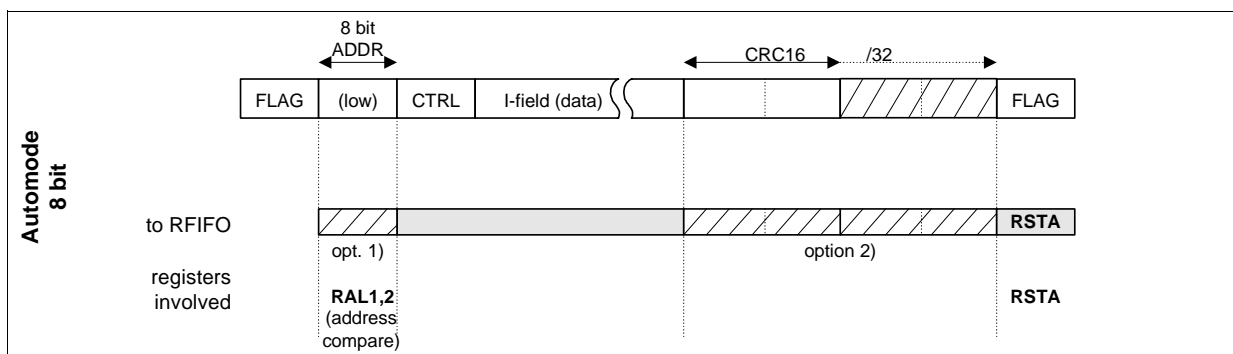 8 bit
ADDR
CRC16 /32
FLAG (low) CTRL I-field (data) FLAG
Automode
8 bit
to RFIFO RSTA
opt. 1) option 2)
registers
involved
RAL1,2 RSTA
(address
compare)